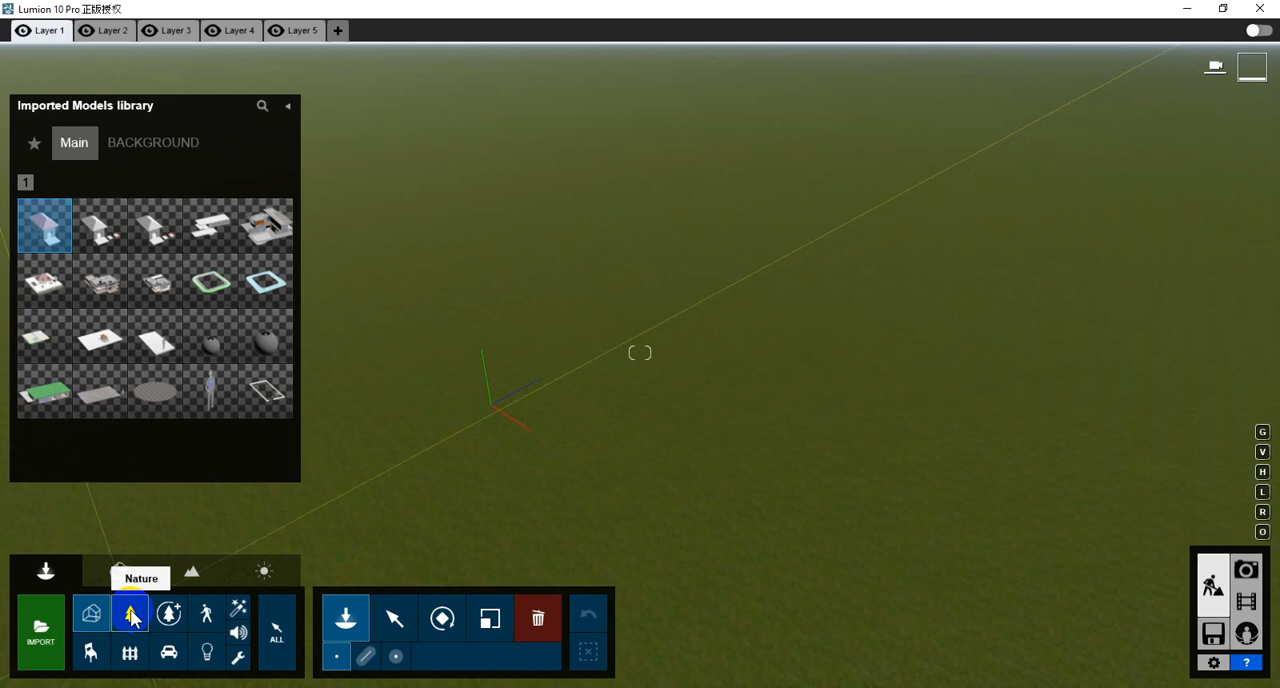 Lumion 10 Pro 正版授权
Layer 1 Layer 2 Layer 3 Layer 4 Layer 5 +
Imported Models library
Main BACKGROUND
1
G
V
H
L
R
O
Nature
IMPORT
ALL
?